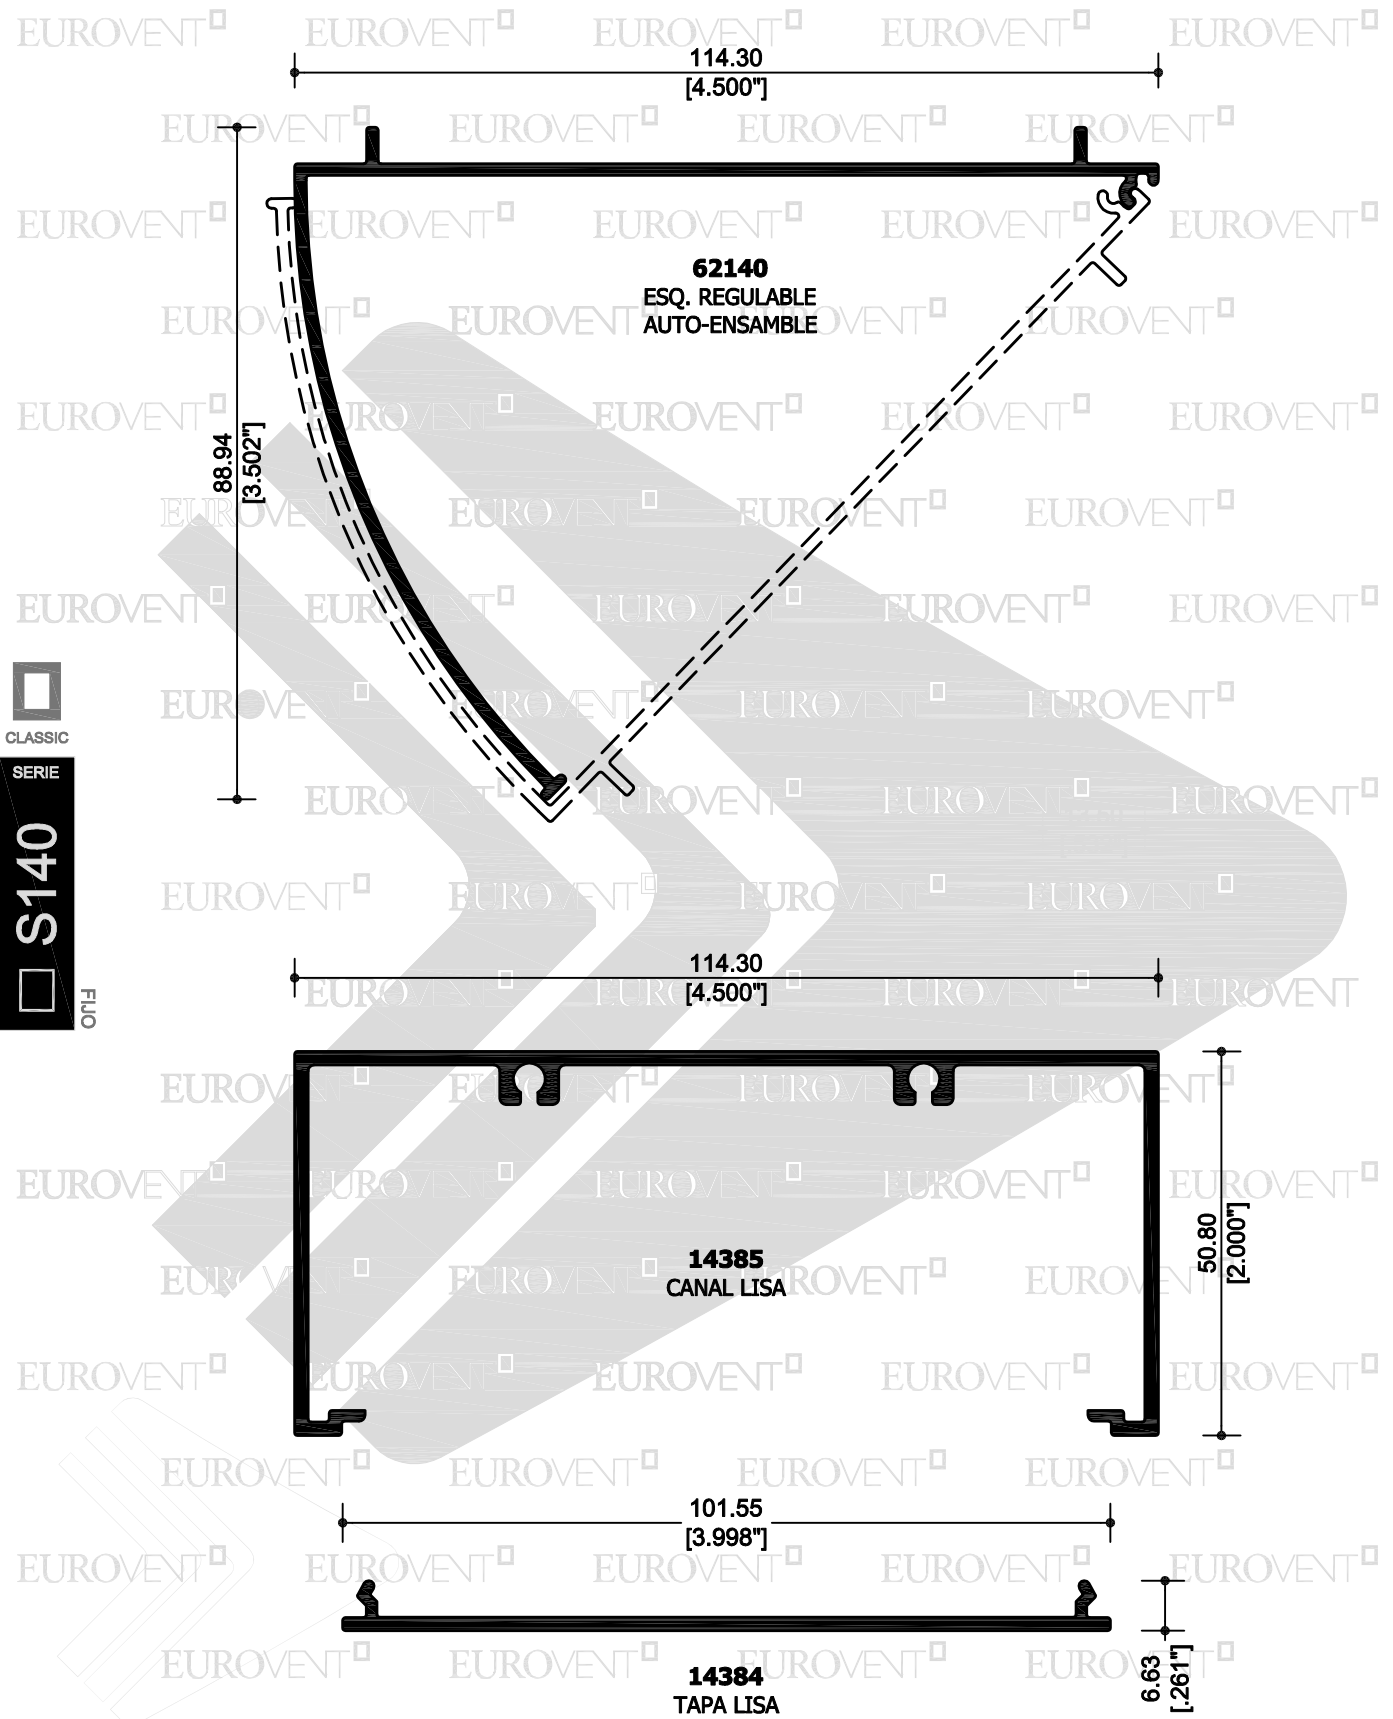 114.30
[4.500"]
88.94
[3.502"]
62140
ESQ. REGULABLE
AUTO-ENSAMBLE
CLASSIC
SERIE
S140
FIJO
114.30
[4.500"]
50.80
[2.000"]
14385
CANAL LISA
101.55
[3.998"]
6.63
[.261"]
14384
TAPA LISA
EUROVENT